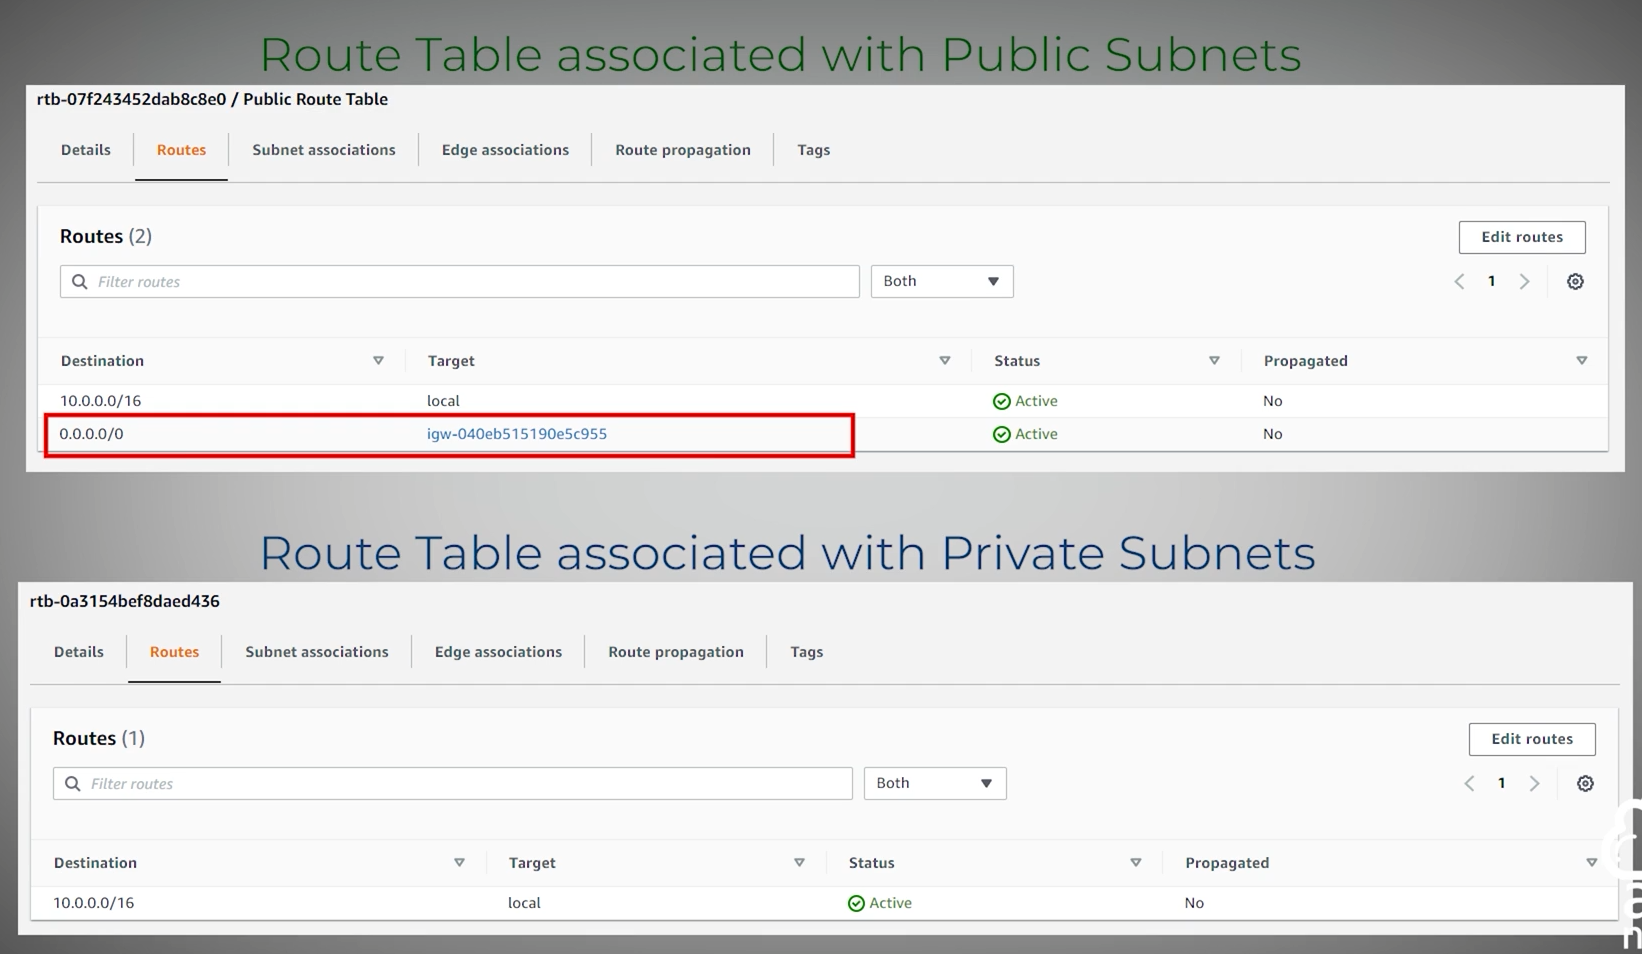 Route Table associated with Public Subnets
rtb-07f243452dab8c8e0 / Public Route Table
Details Routes Subnet associations Edge associations Route propagation Tags
Routes (2)
Edit routes
Filter routes Both 1
Destination Target Status Propagated
10.0.0.0/16 local Active No
0.0.0.0/0 igw-040eb515190e5c955 Active No
Route Table associated with Private Subnets
rtb-0a3154bef8daed436
Details Routes Subnet associations Edge associations Route propagation Tags
Routes (1)
Edit routes
Filter routes Both 1
Destination Target Status Propagated
10.0.0.0/16 local Active No